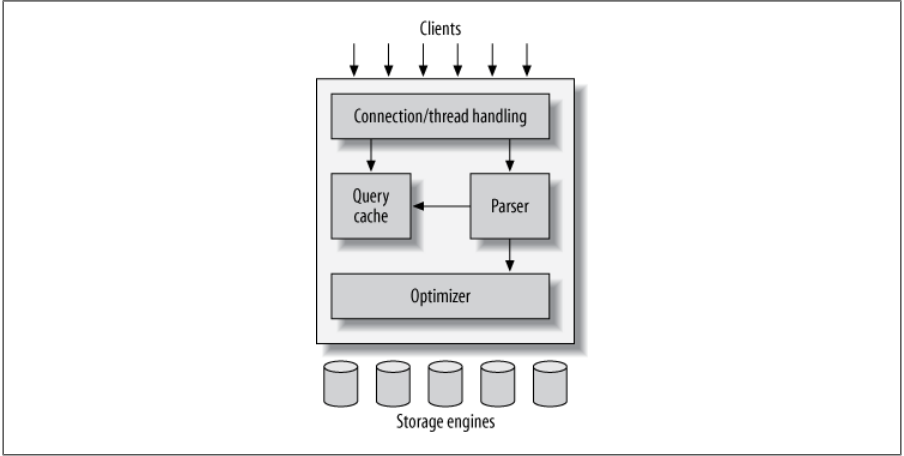 Clients
Connection/thread handling
Query
cache
Parser
Optimizer
Storage engines